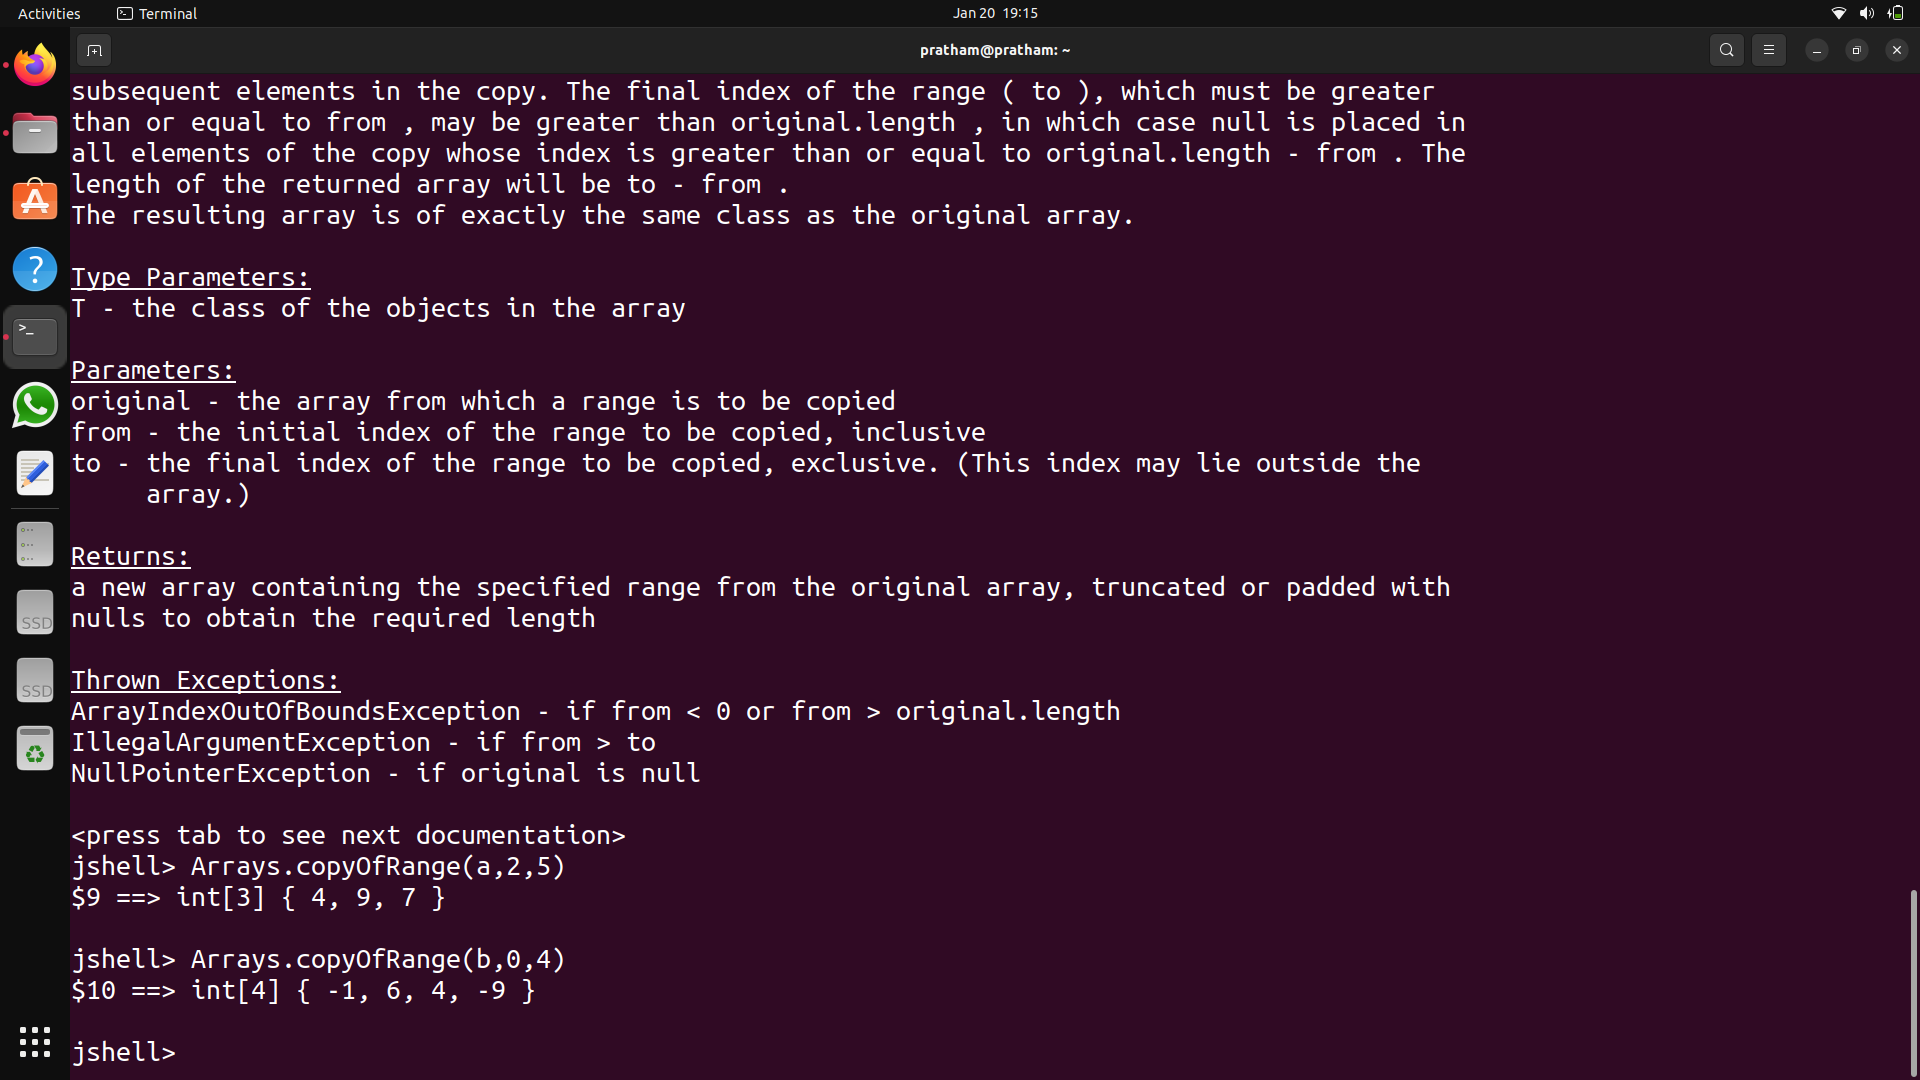 Activities
Terminal
Jan 20 19:15
pratham@pratham: ~
subsequent elements in the copy. The final index of the range ( to ), which must be greater
than or equal to from , may be greater than original.length , in which case null is placed in
all elements of the copy whose index is greater than or equal to original.length - from . The
length of the returned array will be to - from .
The resulting array is of exactly the same class as the original array.
Type Parameters:
T - the class of the objects in the array
Parameters:
original - the array from which a range is to be copied
from - the initial index of the range to be copied, inclusive
to - the final index of the range to be copied, exclusive. (This index may lie outside the
array.)
Returns:
a new array containing the specified range from the original array, truncated or padded with
nulls to obtain the required length
Thrown Exceptions:
ArrayIndexOutOfBoundsException - if from < 0 or from > original.length
IllegalArgumentException - if from > to
NullPointerException - if original is null
<press tab to see next documentation>
jshell> Arrays.copyOfRange(a,2,5)
$9 ==> int[3] { 4, 9, 7 }
jshell> Arrays.copyOfRange(b,0,4)
$10 ==> int[4] { -1, 6, 4, -9 }
jshell>
SSD
SSD